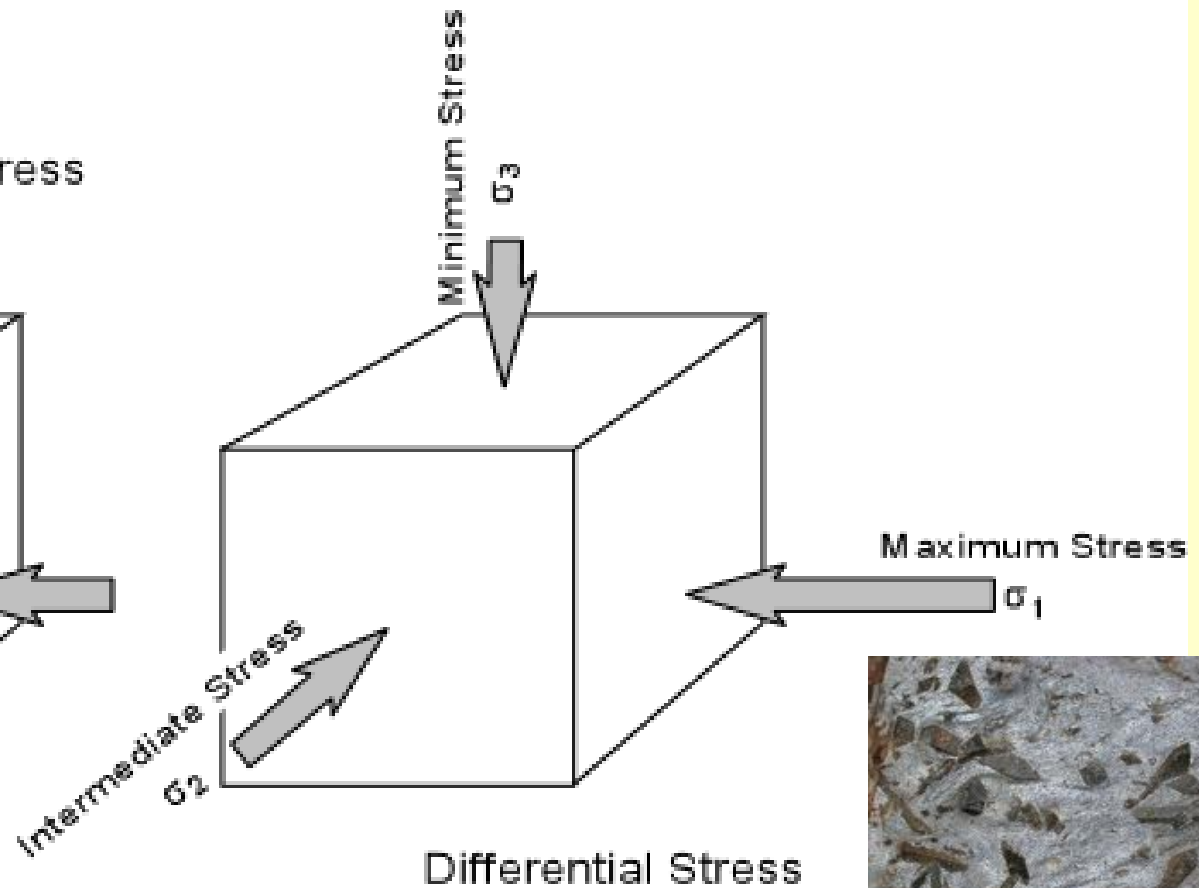 Minimum Stress
σ3
ress
Maximum Stress
σ1
Intermediate Stress
σ2
Differential Stress